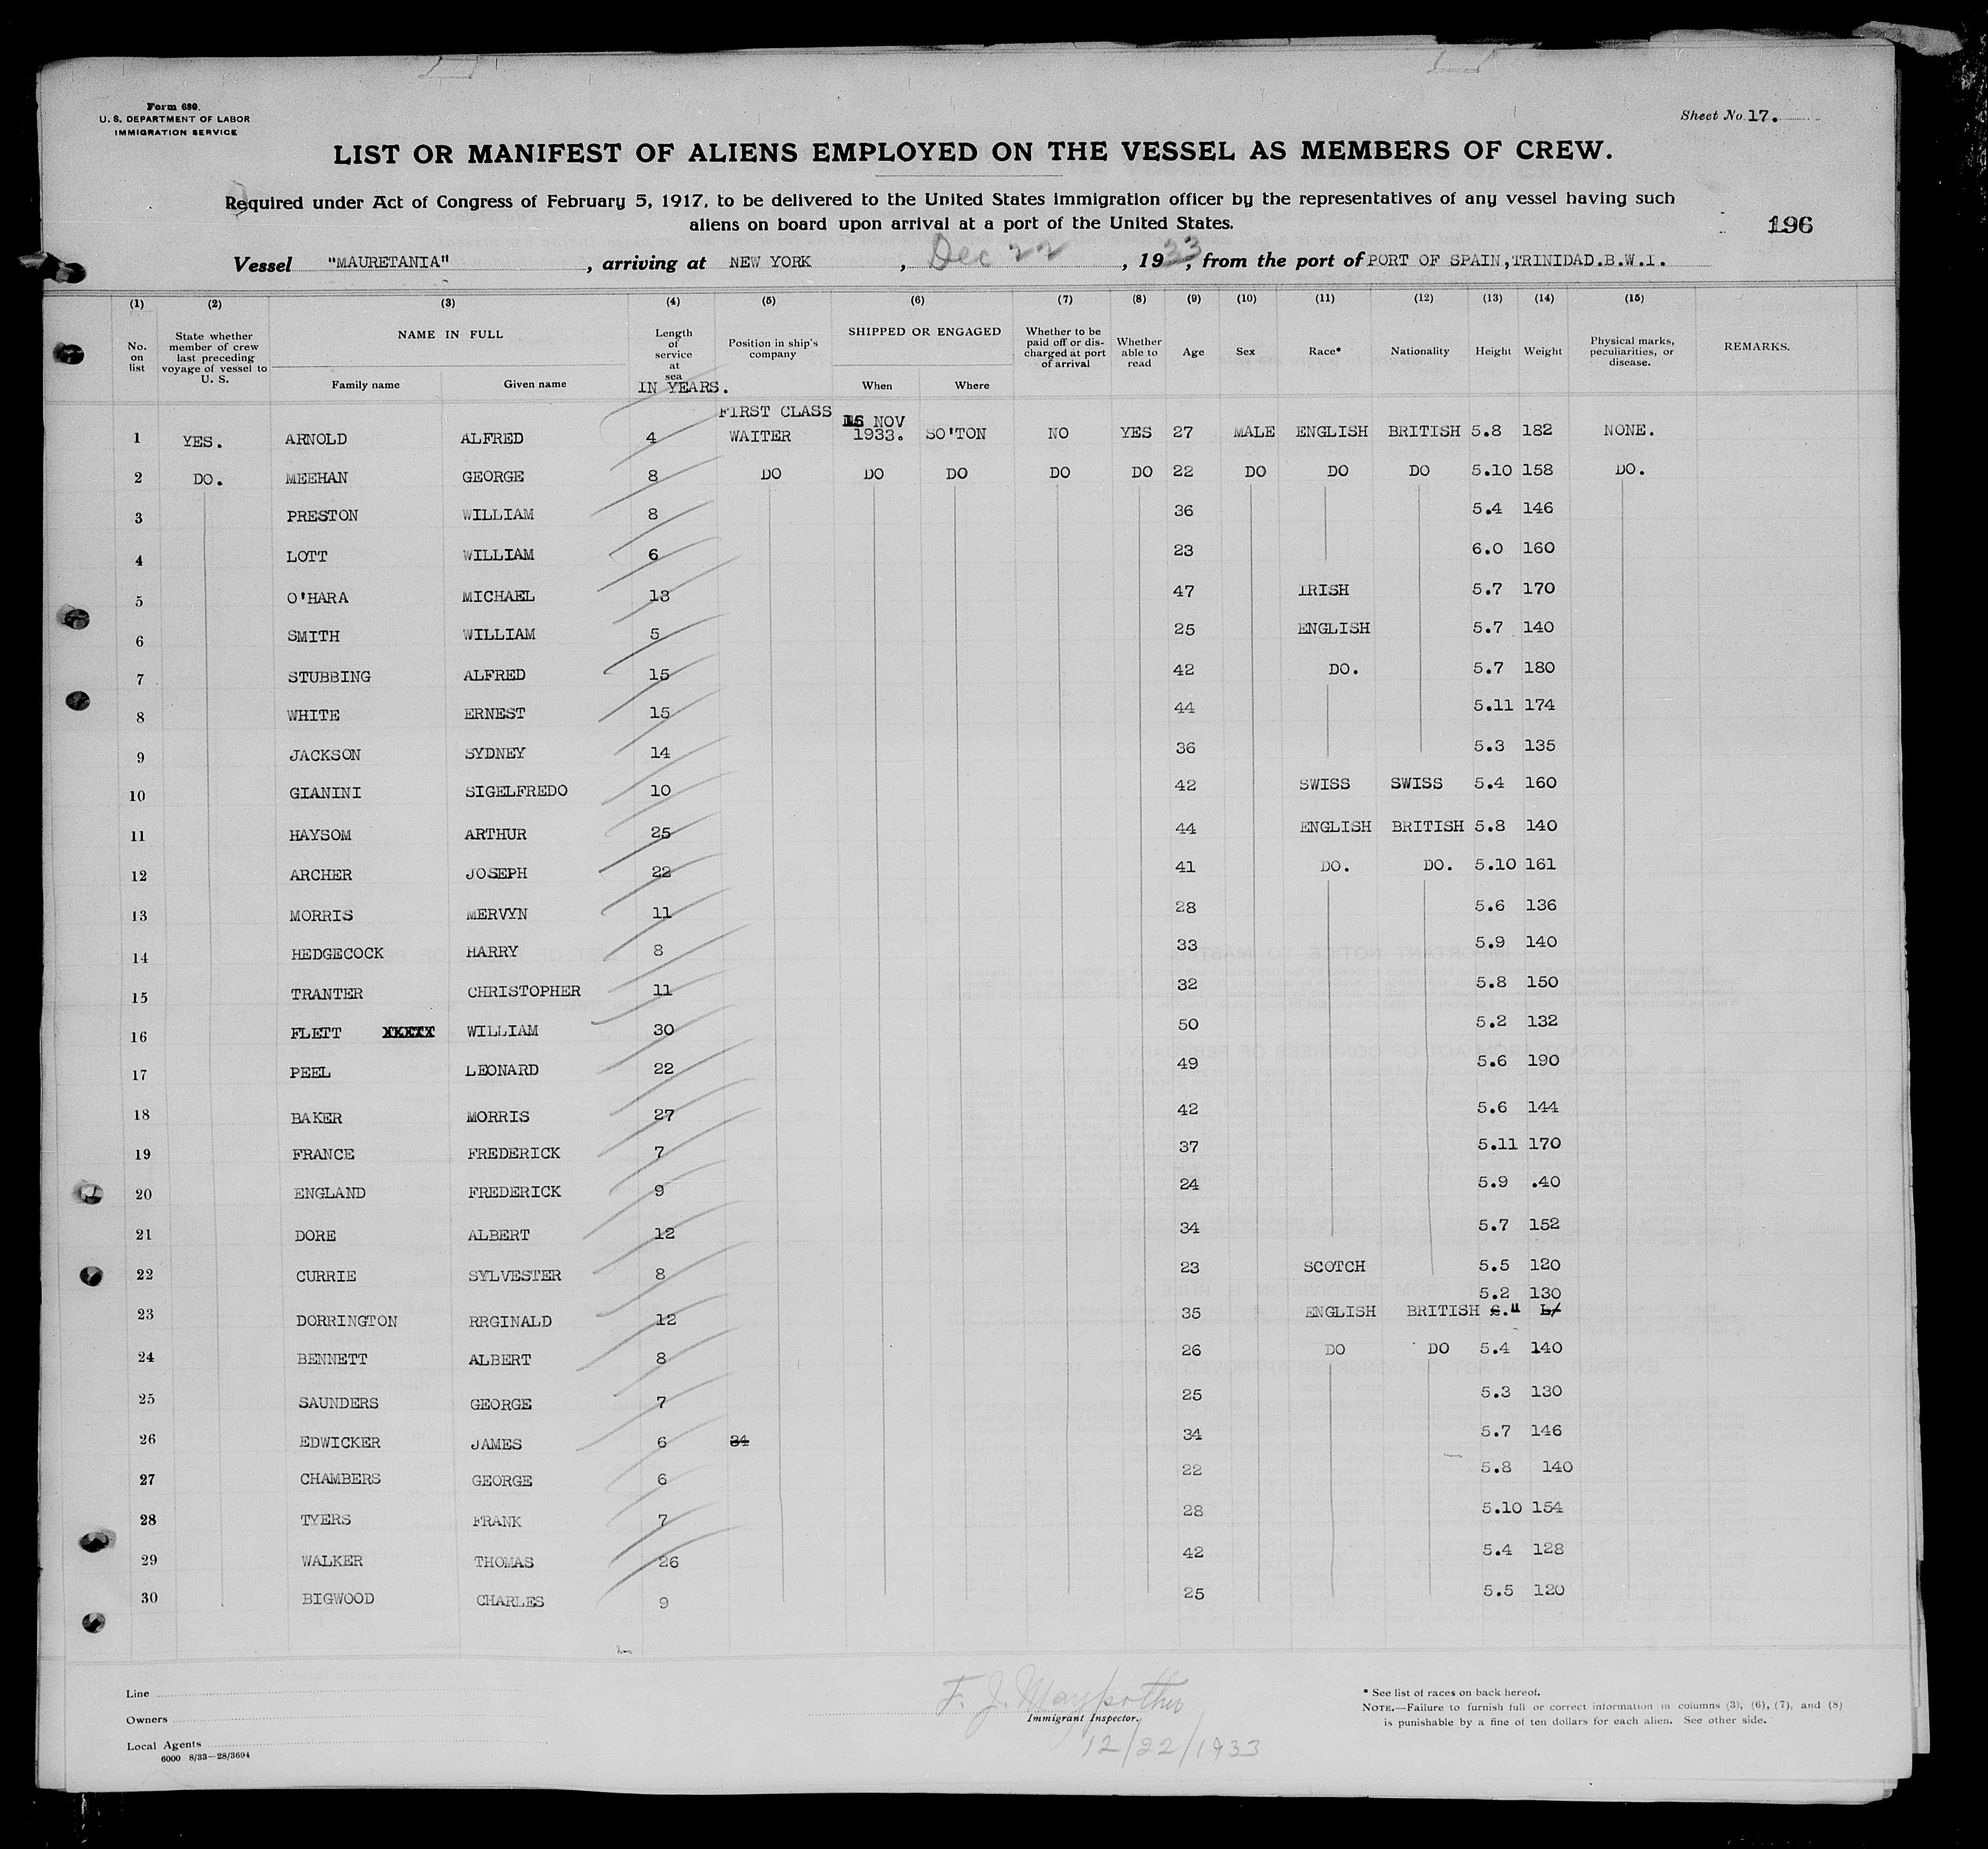 Form 680.
U. S. DEPARTMENT OF LABOR
IMMIGRATION SERVICE
Sheet No. 17.
LIST OR MANIFEST OF ALIENS EMPLOYED ON THE VESSEL AS MEMBERS OF CREW.
Required under Act of Congress of February 5, 1917, to be delivered to the United States immigration officer by the representatives of any vessel having such
aliens on board upon arrival at a port of the United States.
196
Vessel "MAURETANIA", arriving at NEW YORK, Dec 22, 1933, from the port of PORT OF SPAIN,TRINIDAD.B.W.I.
(1) (2) (3) (4) (5) (6) (7) (8) (9) (10) (11) (12) (13) (14) (15)
No. on list State whether member of crew last preceding voyage of vessel to U. S. NAME IN FULL Family name Given name Length of service at sea IN YEARS. Position in ship's company SHIPPED OR ENGAGED When Where Whether to be paid off or discharged at port of arrival Whether able to read Age Sex Race* Nationality Height Weight Physical marks, peculiarities, or disease. REMARKS.
FIRST CLASS NOV
1 YES. ARNOLD ALFRED 4 WAITER 1933. SO'TON NO YES 27 MALE ENGLISH BRITISH 5.8 182 NONE.
2 DO. MEEHAN GEORGE 8 DO DO DO DO DO 22 DO DO DO 5.10 158 DO.
3 PRESTON WILLIAM 8 36 5.4 146
4 LOTT WILLIAM 6 23 6.0 160
5 O'HARA MICHAEL 13 47 IRISH 5.7 170
6 SMITH WILLIAM 5 25 ENGLISH 5.7 140
7 STUBBING ALFRED 15 42 DO. 5.7 180
8 WHITE ERNEST 15 44 5.11 174
9 JACKSON SYDNEY 14 36 5.3 135
10 GIANINI SIGELFREDO 10 42 SWISS SWISS 5.4 160
11 HAYSOM ARTHUR 25 44 ENGLISH BRITISH 5.8 140
12 ARCHER JOSEPH 22 41 DO. DO. 5.10 161
13 MORRIS MERVYN 11 28 5.6 136
14 HEDGECOCK HARRY 8 33 5.9 140
15 TRANTER CHRISTOPHER 11 32 5.8 150
16 FLETT WILLIAM 30 50 5.2 132
17 PEEL LEONARD 22 49 5.6 190
18 BAKER MORRIS 27 42 5.6 144
19 FRANCE FREDERICK 7 37 5.11 170
20 ENGLAND FREDERICK 9 24 5.9 .40
21 DORE ALBERT 12 34 5.7 152
22 CURRIE SYLVESTER 8 23 SCOTCH 5.5 120
5.2 130
23 DORRINGTON RRGINALD 12 35 ENGLISH BRITISH
24 BENNETT ALBERT 8 26 DO DO 5.4 140
25 SAUNDERS GEORGE 7 25 5.3 130
26 EDWICKER JAMES 6 34 34 5.7 146
27 CHAMBERS GEORGE 6 22 5.8 140
28 TYERS FRANK 7 28 5.10 154
29 WALKER THOMAS 26 42 5.4 128
30 BIGWOOD CHARLES 9 25 5.5 120
Line
Owners
Local Agents
6000 8/33—28/3694
F. J.
Immigrant Inspector.
12/22/1933
* See list of races on back hereof.
NOTE.—Failure to furnish full or correct information in columns (3), (6), (7), and (8)
is punishable by a fine of ten dollars for each alien. See other side.